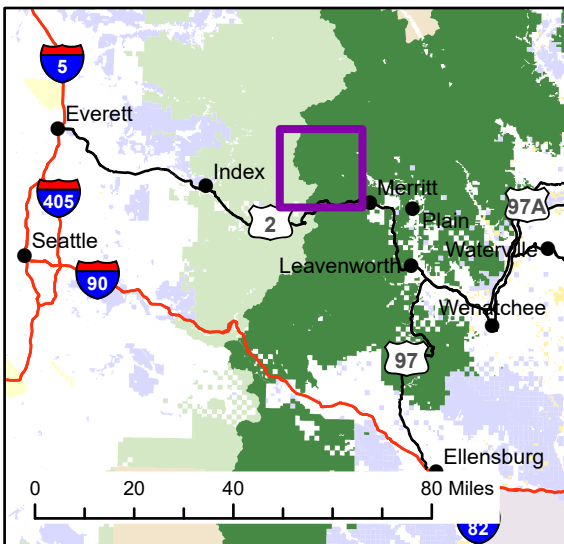 5
Everett
Index
Merritt
405
97A
2
Plain
Seattle
Waterville
90
Leavenworth
Wenatchee
97
Ellensburg
0 20 40 80 Miles
82